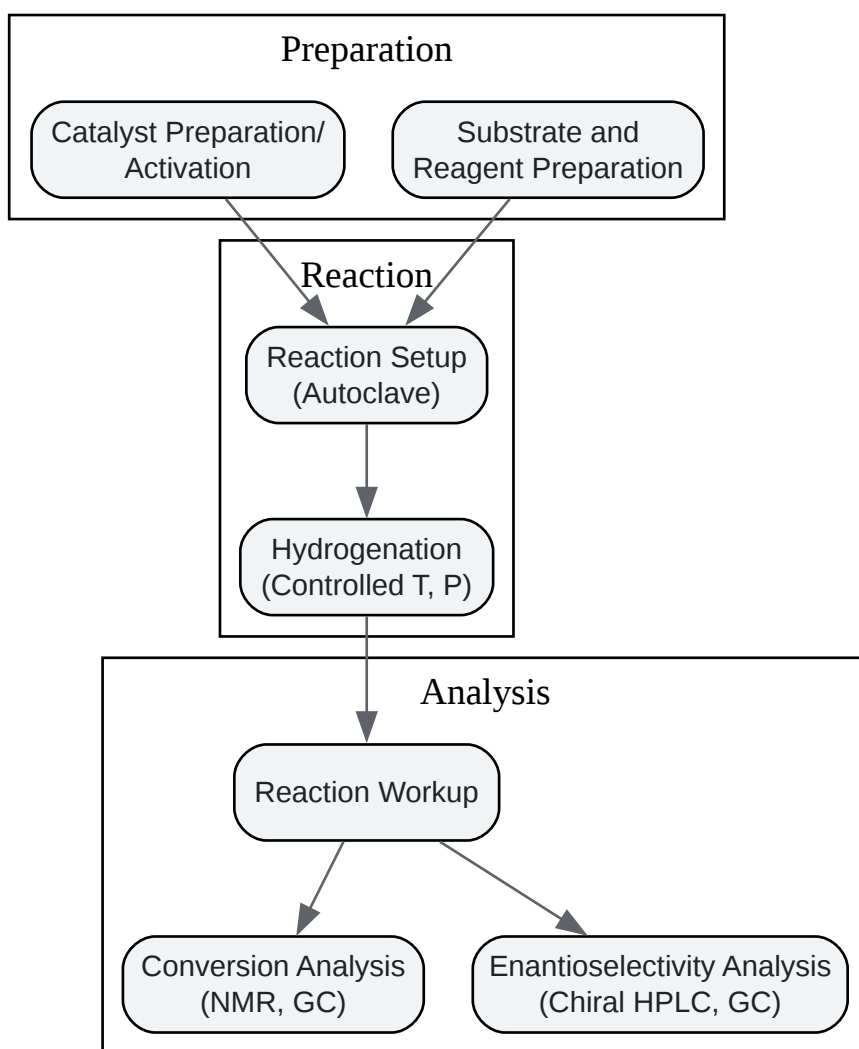 Preparation
Catalyst Preparation/
Activation
Substrate and
Reagent Preparation
Reaction
Reaction Setup
(Autoclave)
Hydrogenation
(Controlled T, P)
Analysis
Reaction Workup
Conversion Analysis
(NMR, GC)
Enantioselectivity Analysis
(Chiral HPLC, GC)